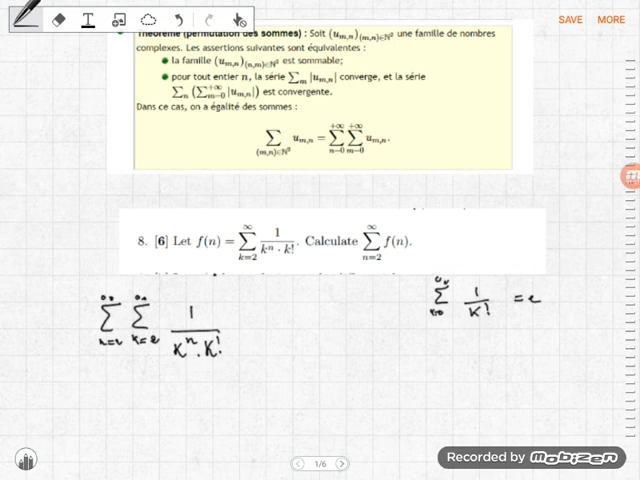 SAVE MORE
Théorème (permutation des sommes) : Soit (u_{m,n})_{(m,n)∈ℕ²} une famille de nombres
complexes. Les assertions suivantes sont équivalentes :
● la famille (u_{m,n})_{(n,m)∈ℕ²} est sommable;
● pour tout entier n, la série ∑_m |u_{m,n}| converge, et la série
∑_n (∑_{m=0}^{+∞} |u_{m,n}|) est convergente.
Dans ce cas, on a égalité des sommes :
∑_{(m,n)∈ℕ²} u_{m,n} = ∑_{n=0}^{+∞} ∑_{m=0}^{+∞} u_{m,n}.
8. [6] Let f(n) = ∑_{k=2}^{∞} 1/(k^n · k!). Calculate ∑_{n=2}^{∞} f(n).
∑_{k=0}^{∞} 1/K! = e
∑_{n=2}^{∞} ∑_{k=2}^{∞} 1/(K^n . K!)
1/6
Recorded by MOBIZEN